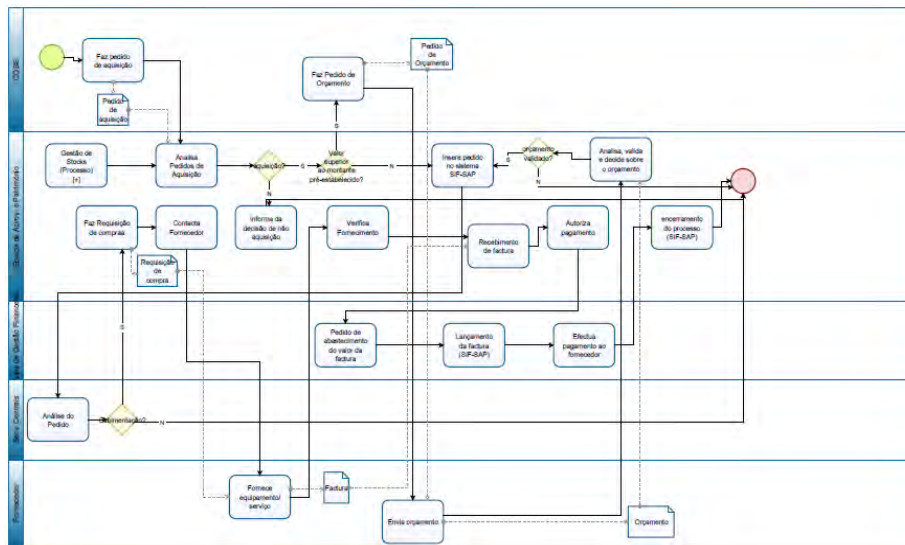 Faz pedido
de aquisição
Pedido
de
aquisição
Faz Pedido de
Orçamento
Pedido
de
Orçamento
Gestão de
Stocks
(Processo)
[+]
Analisa
Pedidos de
Aquisição
aquisição?
S
S
Valor
superior
ao montante
pré-estabelecido?
N
Insere pedido
no sistema
SIF-SAP
S
orçamento
validado?
N
Analisa, valida
e decide sobre
o orçamento
N
Informa da
decisão de não
aquisição
Faz Requisição
de compras
Contacta
Fornecedor
Requisição
de
compra
Verifica
Fornecimento
Recebimento
de factura
Autoriza
pagamento
encerramento
do processo
(SIF-SAP)
S
Pedido de
abastecimento
do valor da
factura
Lançamento
da factura
(SIF-SAP)
Efectua
pagamento ao
fornecedor
Serv. Centrais
Análise do
Pedido
N
Fornecedor
Fornece
equipamento/
serviço
Factura
Envia orçamento
Orçamento